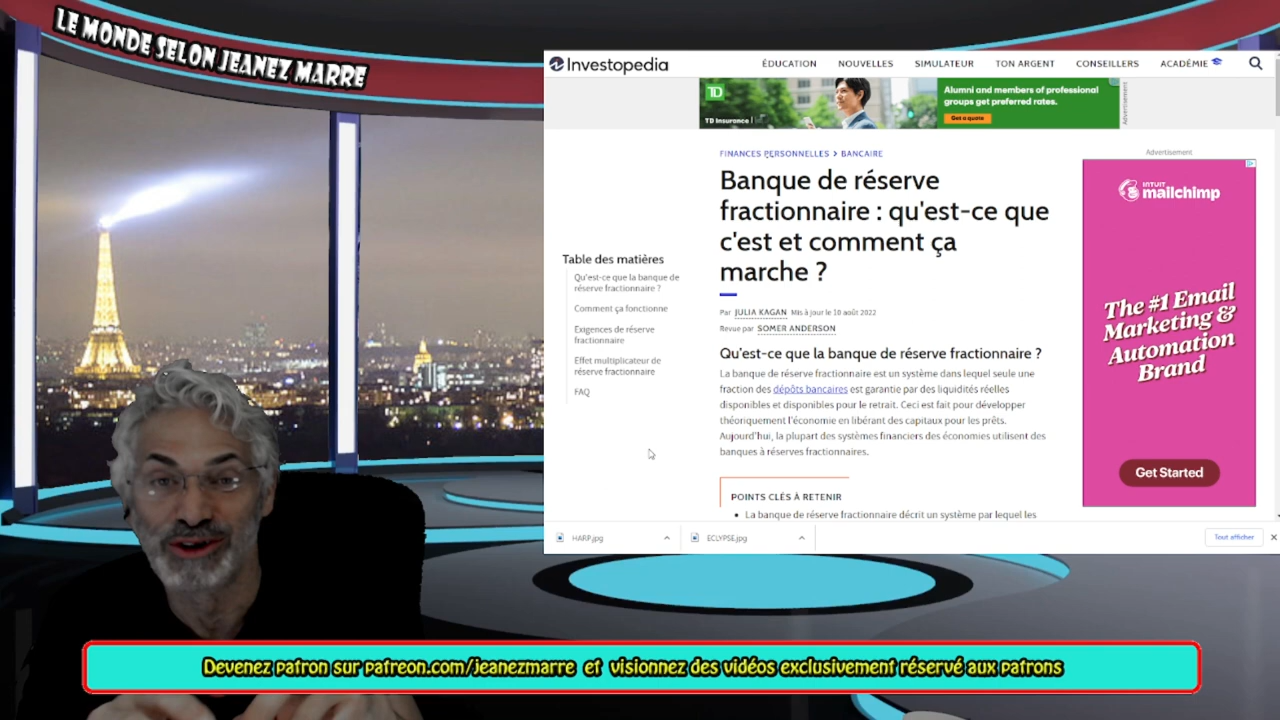 LE MONDE SELON JEANEZ MARRE
Investopedia
ÉDUCATION NOUVELLES SIMULATEUR TON ARGENT CONSEILLERS ACADÉMIE
TD
TD Insurance
Alumni and members of professional
groups get preferred rates.
Get a quote
Advertisement
FINANCES PERSONNELLES > BANCAIRE
Banque de réserve
fractionnaire : qu'est-ce que
c'est et comment ça
marche ?
Par JULIA KAGAN Mis à jour le 10 août 2022
Revue par SOMER ANDERSON
Table des matières
Qu'est-ce que la banque de
réserve fractionnaire ?
Comment ça fonctionne
Exigences de réserve
fractionnaire
Effet multiplicateur de
réserve fractionnaire
FAQ
Qu'est-ce que la banque de réserve fractionnaire ?
La banque de réserve fractionnaire est un système dans lequel seule une
fraction des dépôts bancaires est garantie par des liquidités réelles
disponibles et disponibles pour le retrait. Ceci est fait pour développer
théoriquement l'économie en libérant des capitaux pour les prêts.
Aujourd'hui, la plupart des systèmes financiers des économies utilisent des
banques à réserves fractionnaires.
POINTS CLÉS À RETENIR
• La banque de réserve fractionnaire décrit un système par lequel les
Advertisement
INTUIT
mailchimp
The #1 Email
Marketing &
Automation
Brand
Get Started
HARP.jpg
ECLYPSE.jpg
Tout afficher
Devenez patron sur patreon.com/jeanezmarre et visionnez des vidéos exclusivement réservé aux patrons